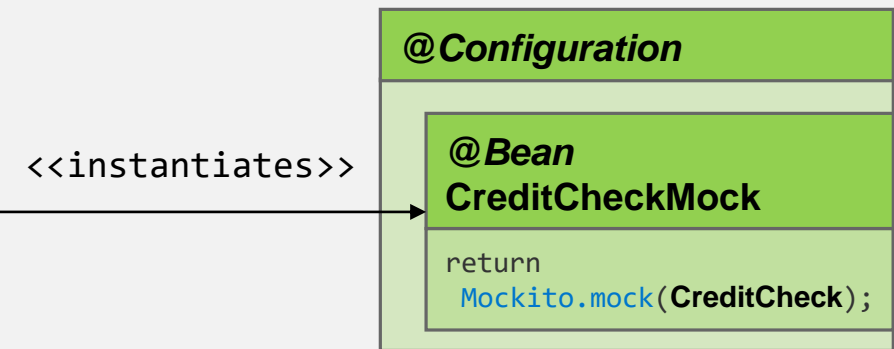 @Configuration
<<instantiates>>
@Bean
CreditCheckMock
return
Mockito.mock(CreditCheck);